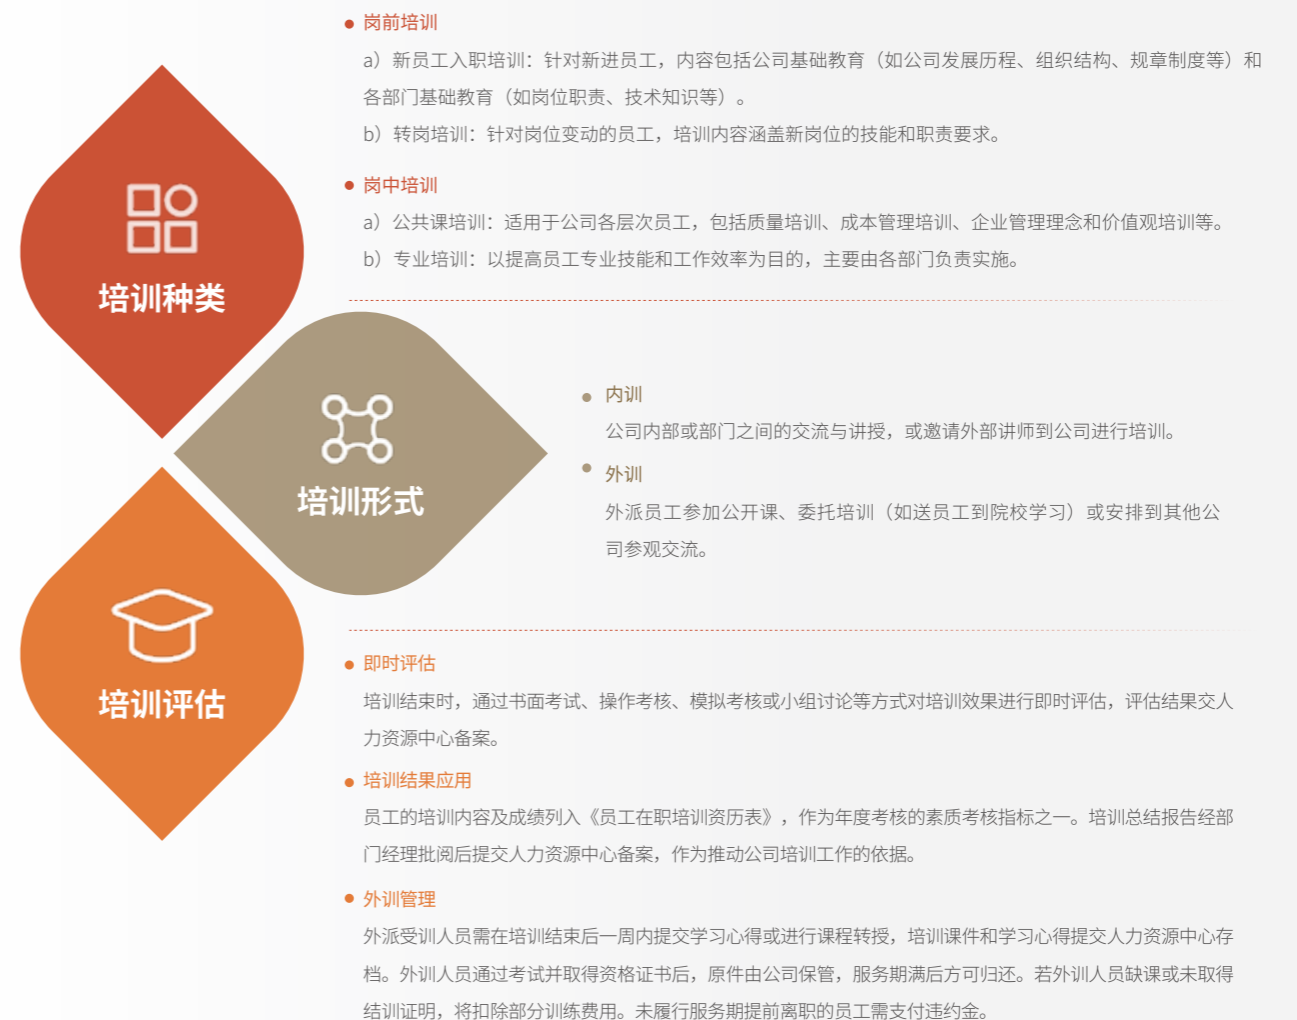 岗前培训
a）新员工入职培训：针对新进员工，内容包括公司基础教育（如公司发展历程、组织结构、规章制度等）和
各部门基础教育（如岗位职责、技术知识等）。
b）转岗培训：针对岗位变动的员工，培训内容涵盖新岗位的技能和职责要求。
岗中培训
a）公共课培训：适用于公司各层次员工，包括质量培训、成本管理培训、企业管理理念和价值观培训等。
b）专业培训：以提高员工专业技能和工作效率为目的，主要由各部门负责实施。
培训种类
内训
公司内部或部门之间的交流与讲授，或邀请外部讲师到公司进行培训。
外训
外派员工参加公开课、委托培训（如送员工到院校学习）或安排到其他公
司参观交流。
培训形式
即时评估
培训结束时，通过书面考试、操作考核、模拟考核或小组讨论等方式对培训效果进行即时评估，评估结果交人
力资源中心备案。
培训结果应用
员工的培训内容及成绩列入《员工在职培训资历表》，作为年度考核的素质考核指标之一。培训总结报告经部
门经理批阅后提交人力资源中心备案，作为推动公司培训工作的依据。
外训管理
外派受训人员需在培训结束后一周内提交学习心得或进行课程转授，培训课件和学习心得提交人力资源中心存
档。外训人员通过考试并取得资格证书后，原件由公司保管，服务期满后方可归还。若外训人员缺课或未取得
结训证明，将扣除部分训练费用。未履行服务期提前离职的员工需支付违约金。
培训评估